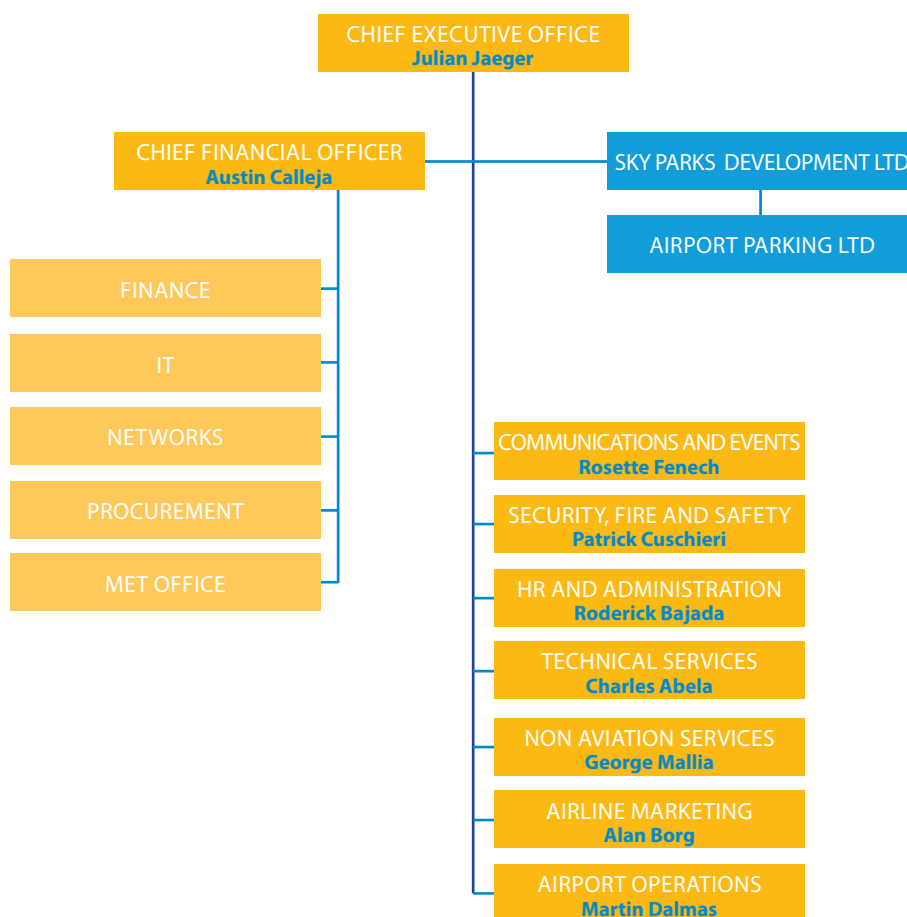 CHIEF EXECUTIVE OFFICE
Julian Jaeger
CHIEF FINANCIAL OFFICER
Austin Calleja
SKY PARKS DEVELOPMENT LTD
AIRPORT PARKING LTD
FINANCE
IT
NETWORKS
PROCUREMENT
MET OFFICE
COMMUNICATIONS AND EVENTS
Rosette Fenech
SECURITY, FIRE AND SAFETY
Patrick Cuschieri
HR AND ADMINISTRATION
Roderick Bajada
TECHNICAL SERVICES
Charles Abela
NON AVIATION SERVICES
George Mallia
AIRLINE MARKETING
Alan Borg
AIRPORT OPERATIONS
Martin Dalmas